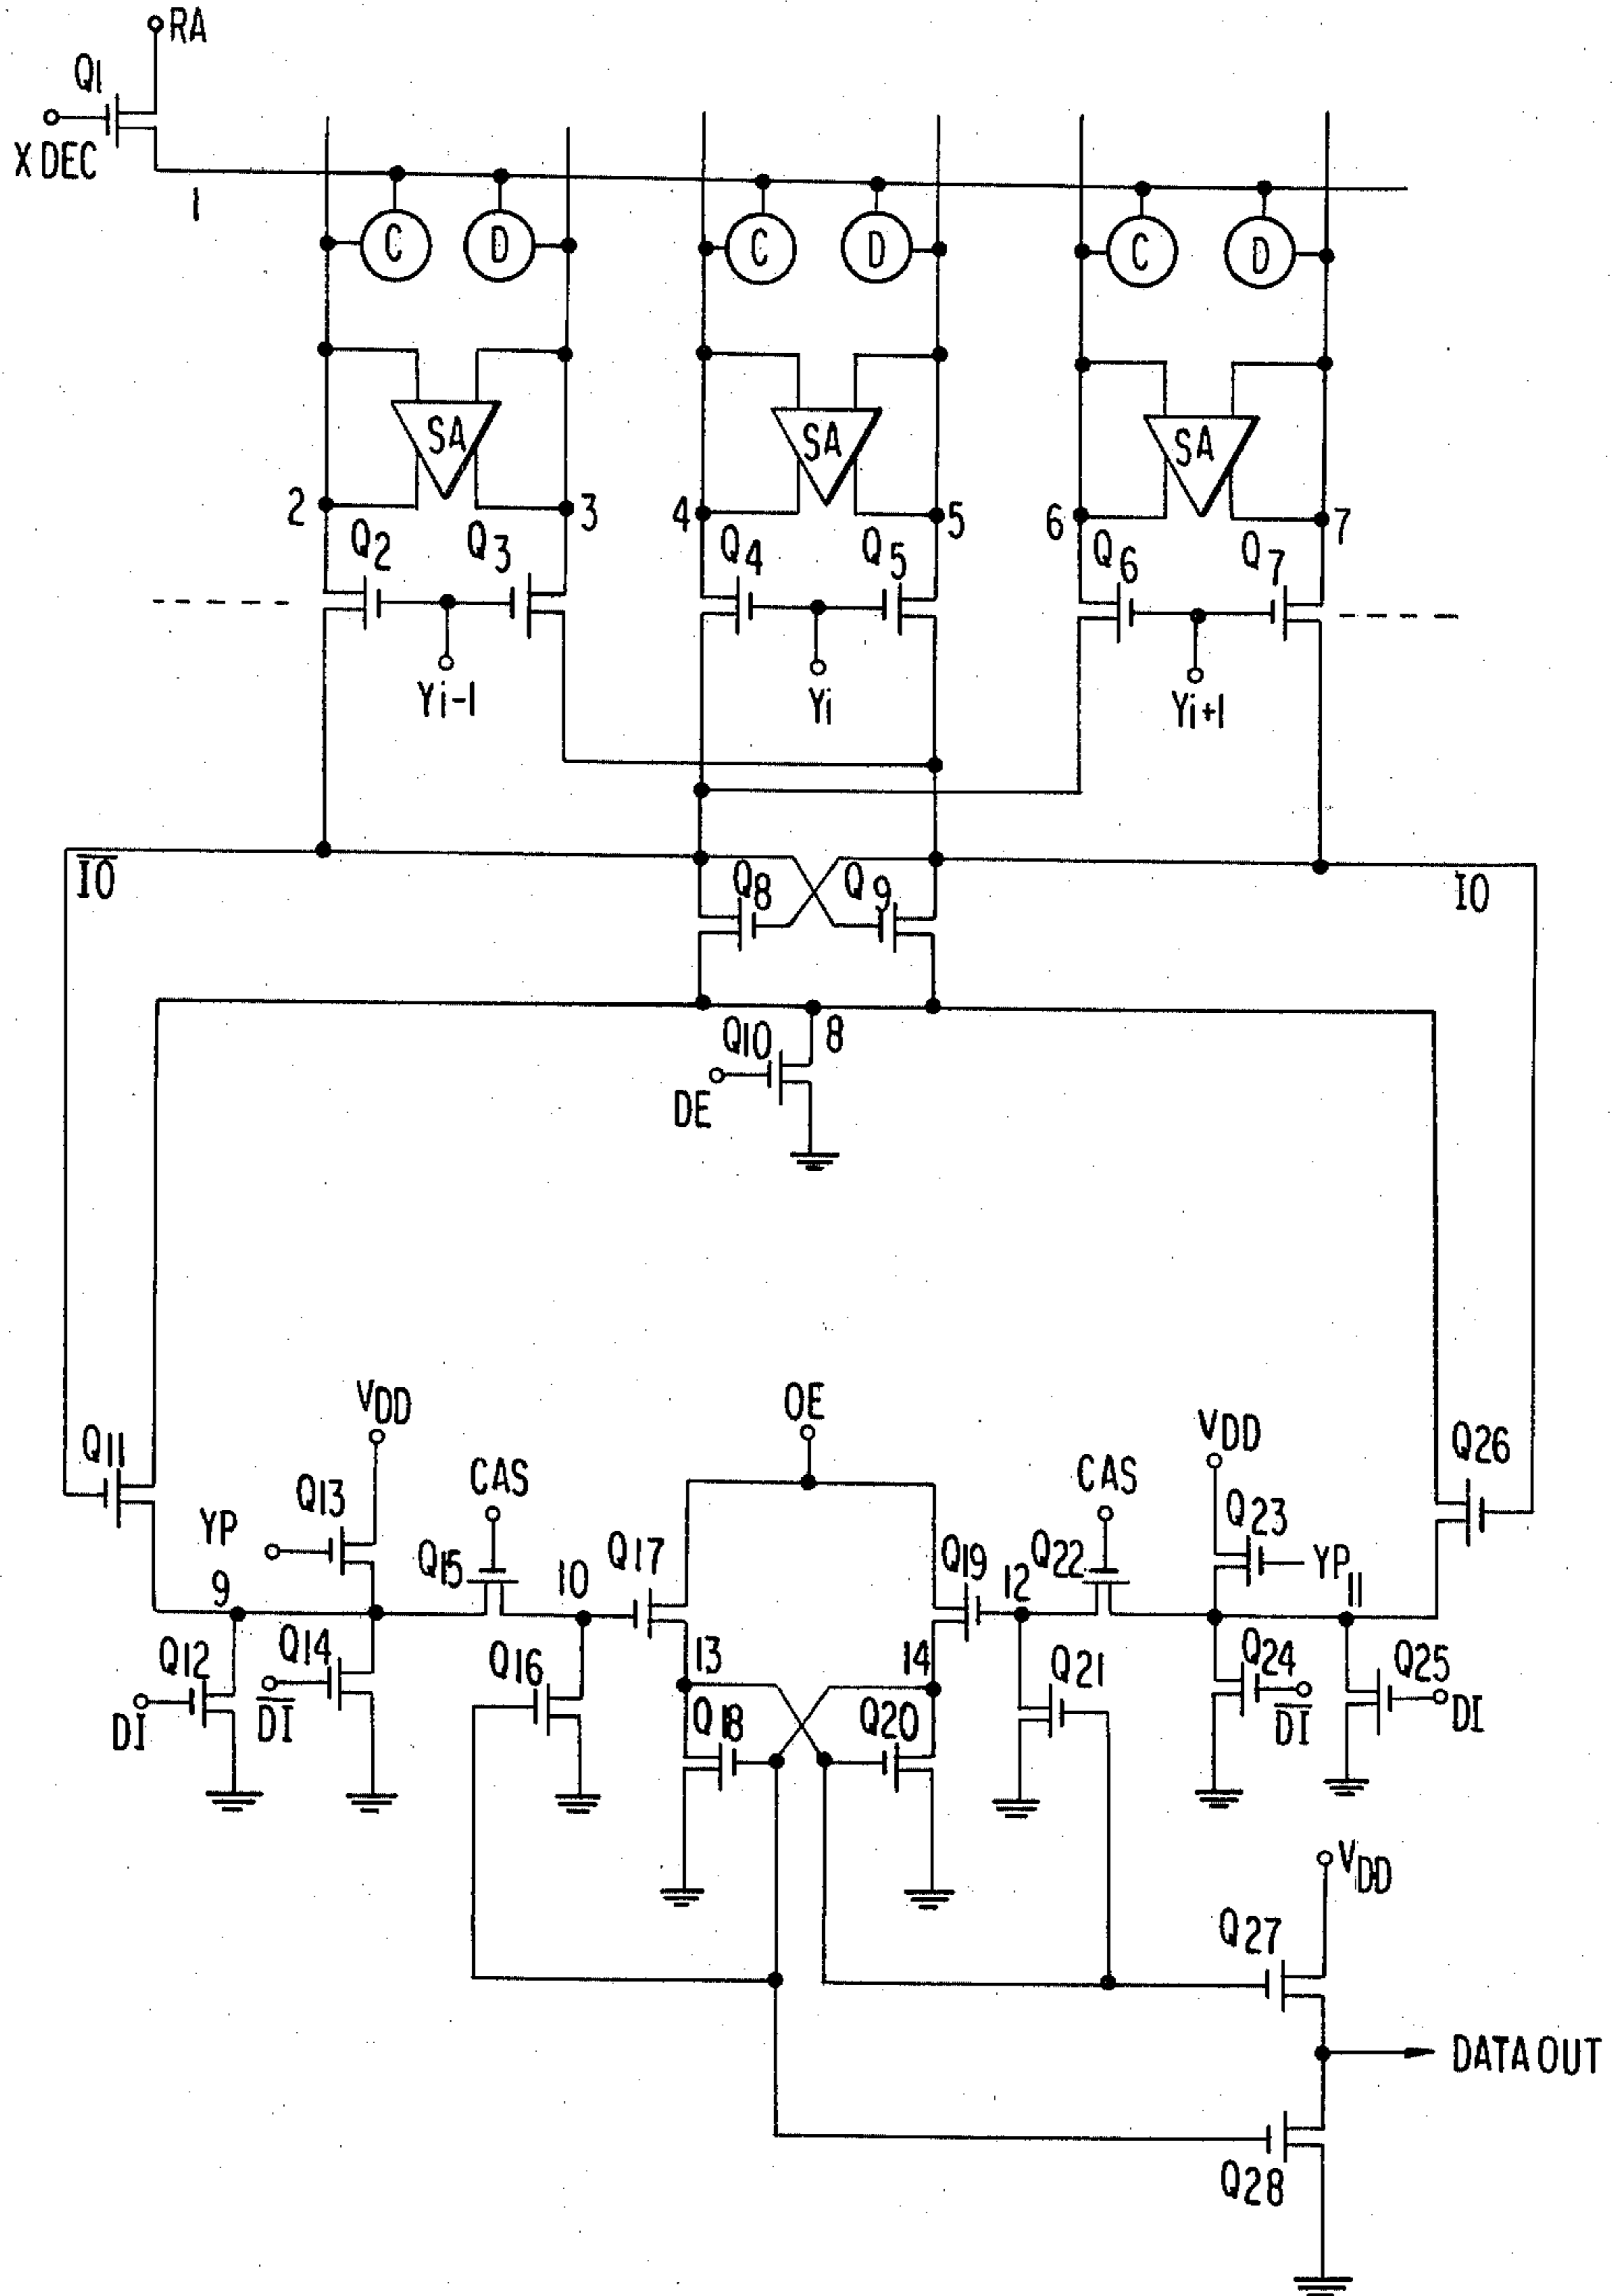 RA
Q1
X DEC
1
C D C D C D
SA SA SA
2 3 4 5 6 7
Q2 Q3 Q4 Q5 Q6 Q7
Yi-1 Yi Yi+1
I̅O̅ IO
Q8 Q9
Q10 8
DE
VDD OE
Q11 VDD Q26
CAS CAS
YP Q13 Q23
Q15 Q17 Q19 Q22
9 10 12 YP 11
Q12 Q14 Q16 13 14 Q21 Q24 Q25
DI D̅I̅ Q18 Q20 D̅I̅ DI
VDD
Q27
DATA OUT
Q28